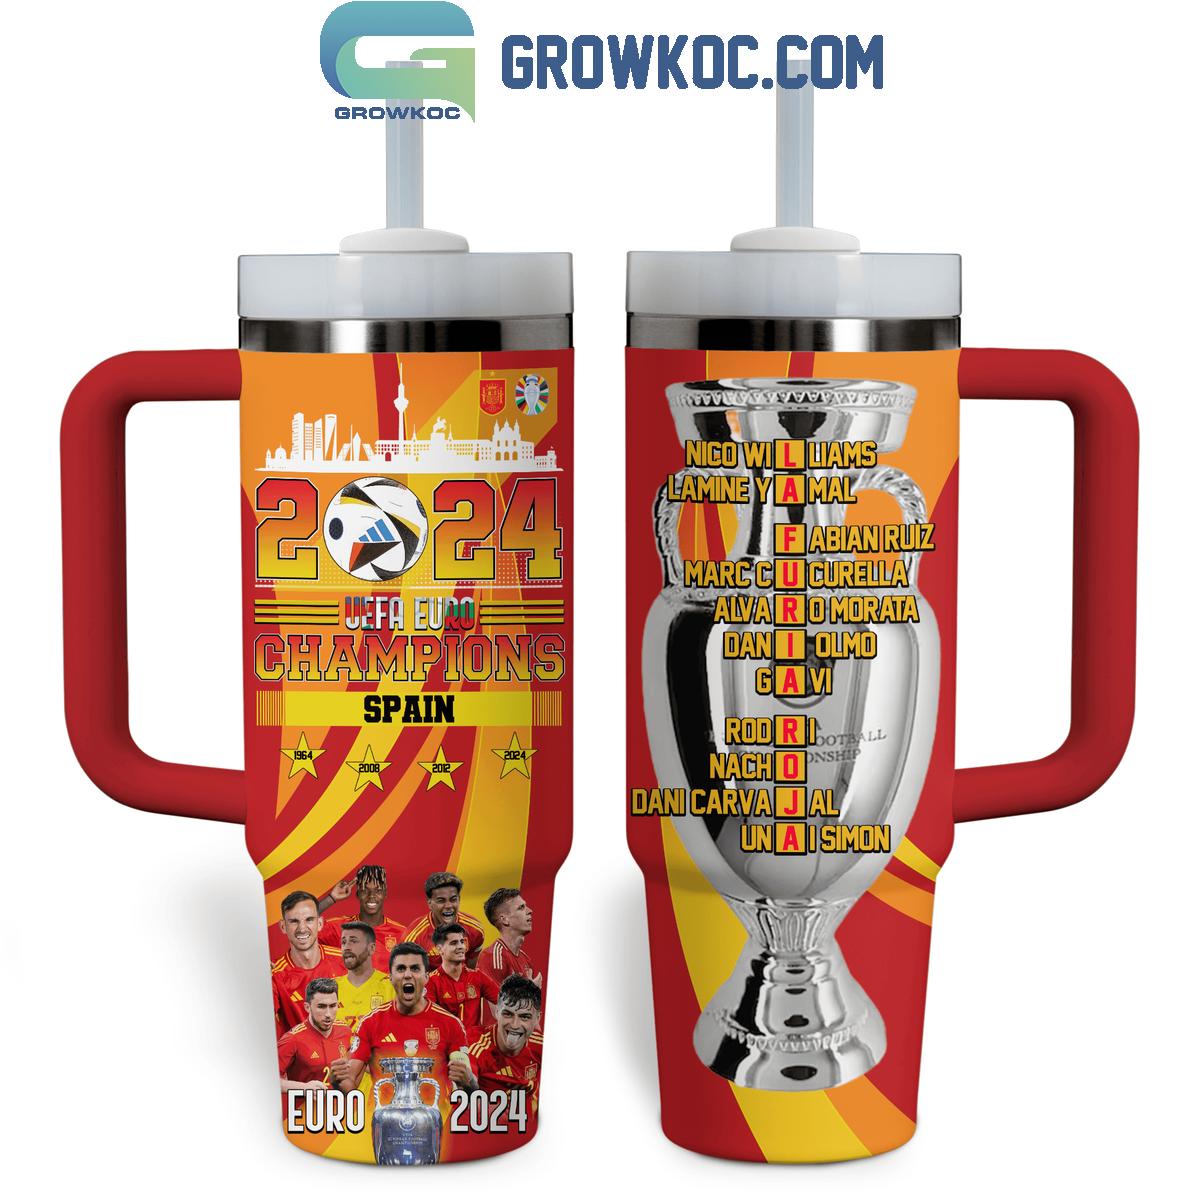 GROWKOC
GROWKOC.COM
2024
UEFA EURO
CHAMPIONS
SPAIN
1964
2008
2012
2024
EURO 2024
NICO WILLIAMS
LAMINE YAMAL
FABIAN RUIZ
MARC CUCURELLA
ALVARO MORATA
DANI OLMO
GAVI
RODRI
NACHO
DANI CARVAJAL
UNAI SIMON